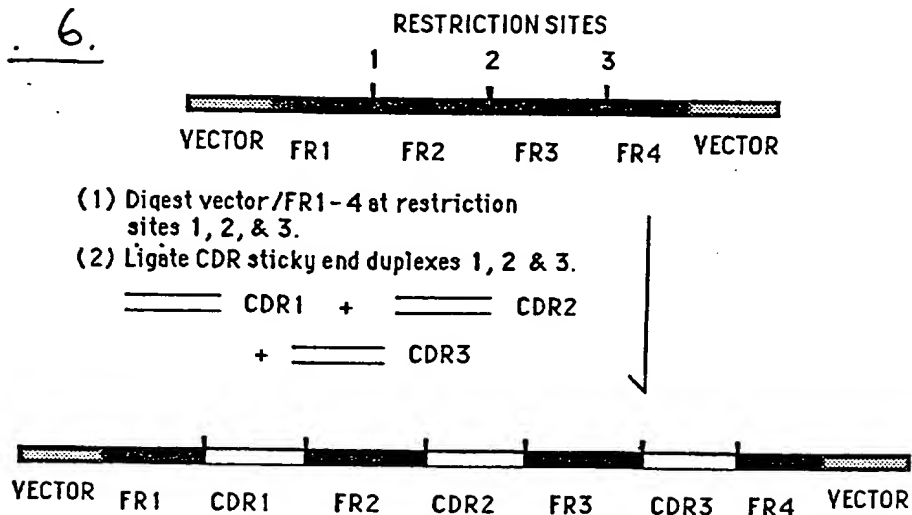 . 6.
RESTRICTION SITES
1 2 3
VECTOR FR1 FR2 FR3 FR4 VECTOR
(1) Digest vector/FR1-4 at restriction
sites 1, 2, & 3.
(2) Ligate CDR sticky end duplexes 1, 2 & 3.
CDR1 + CDR2
+ CDR3
VECTOR FR1 CDR1 FR2 CDR2 FR3 CDR3 FR4 VECTOR